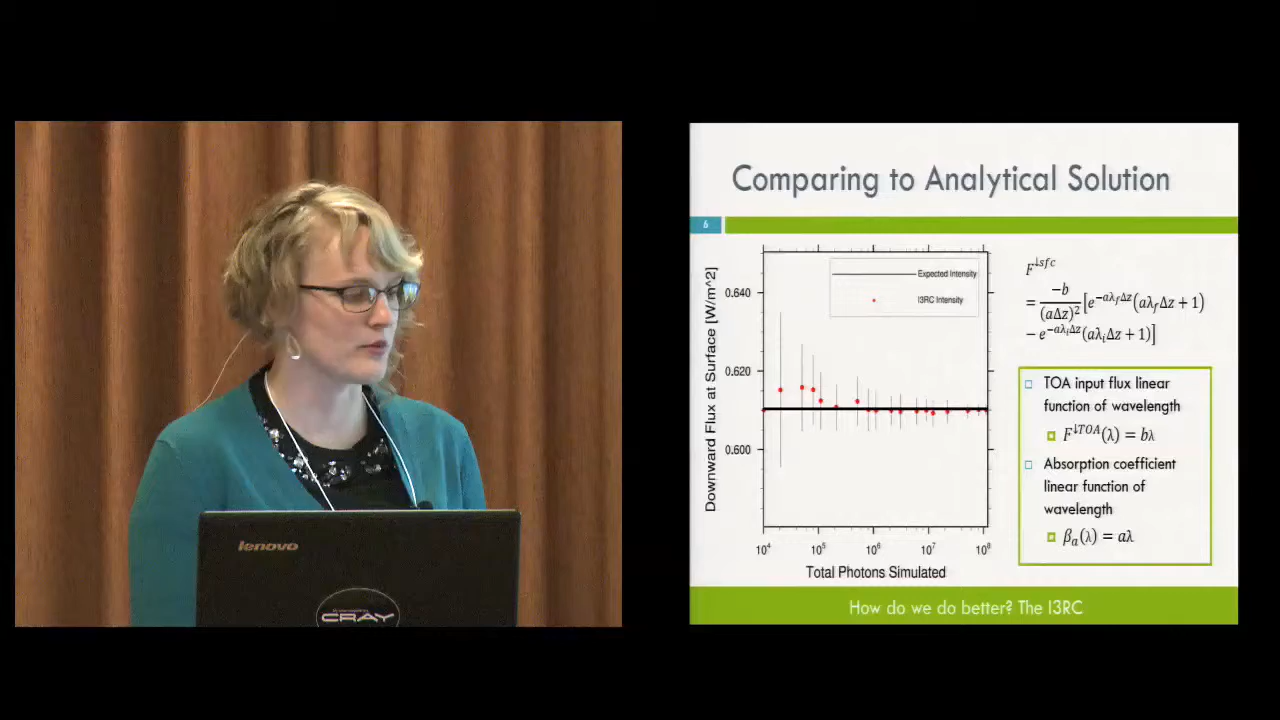 lenovo
CRAY
Comparing to Analytical Solution
6
Downward Flux at Surface [W/m^2]
0.640
0.620
0.600
Expected Intensity
I3RC Intensity
10⁴ 10⁵ 10⁶ 10⁷ 10⁸
Total Photons Simulated
F^{↓sfc}
= \frac{-b}{(aΔz)^2} [e^{-aλ_fΔz}(aλ_fΔz + 1)
− e^{-aλ_iΔz}(aλ_iΔz + 1)]
TOA input flux linear
function of wavelength
F^{↓TOA}(λ) = bλ
Absorption coefficient
linear function of
wavelength
β_a(λ) = aλ
How do we do better? The I3RC